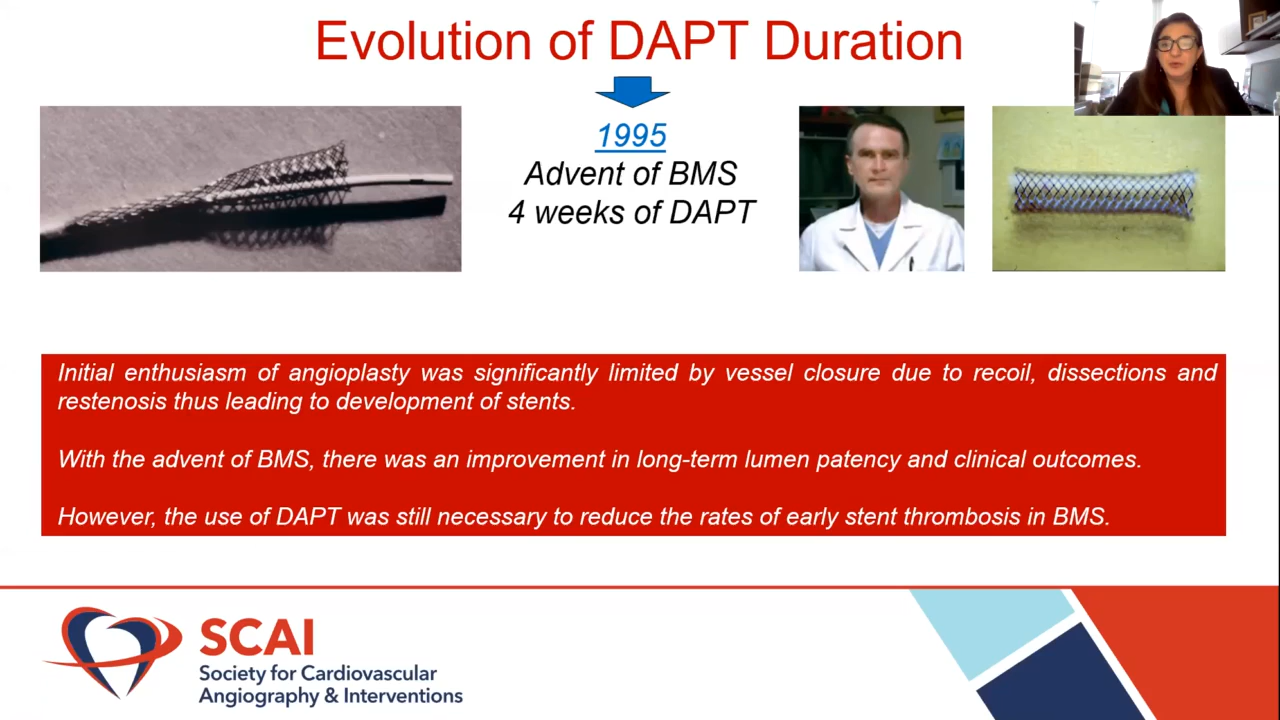 Evolution of DAPT Duration
1995
Advent of BMS
4 weeks of DAPT
Initial enthusiasm of angioplasty was significantly limited by vessel closure due to recoil, dissections and
restenosis thus leading to development of stents.
With the advent of BMS, there was an improvement in long-term lumen patency and clinical outcomes.
However, the use of DAPT was still necessary to reduce the rates of early stent thrombosis in BMS.
SCAI
Society for Cardiovascular
Angiography & Interventions